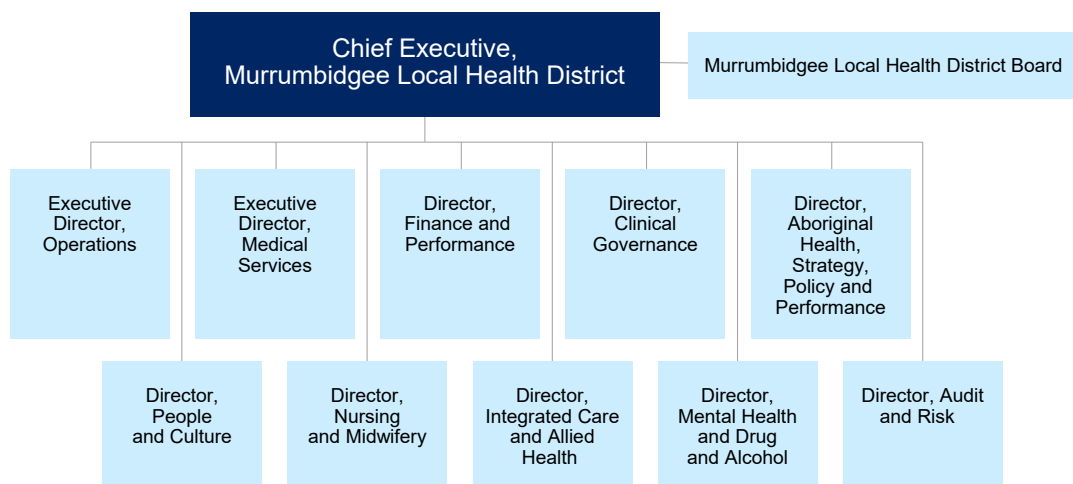 Chief Executive,
Murrumbidgee Local Health District
Murrumbidgee Local Health District Board
Executive
Director,
Operations
Executive
Director,
Medical
Services
Director,
Finance and
Performance
Director,
Clinical
Governance
Director,
Aboriginal
Health,
Strategy,
Policy and
Performance
Director,
People
and Culture
Director,
Nursing
and Midwifery
Director,
Integrated Care
and Allied
Health
Director,
Mental Health
and Drug
and Alcohol
Director, Audit
and Risk